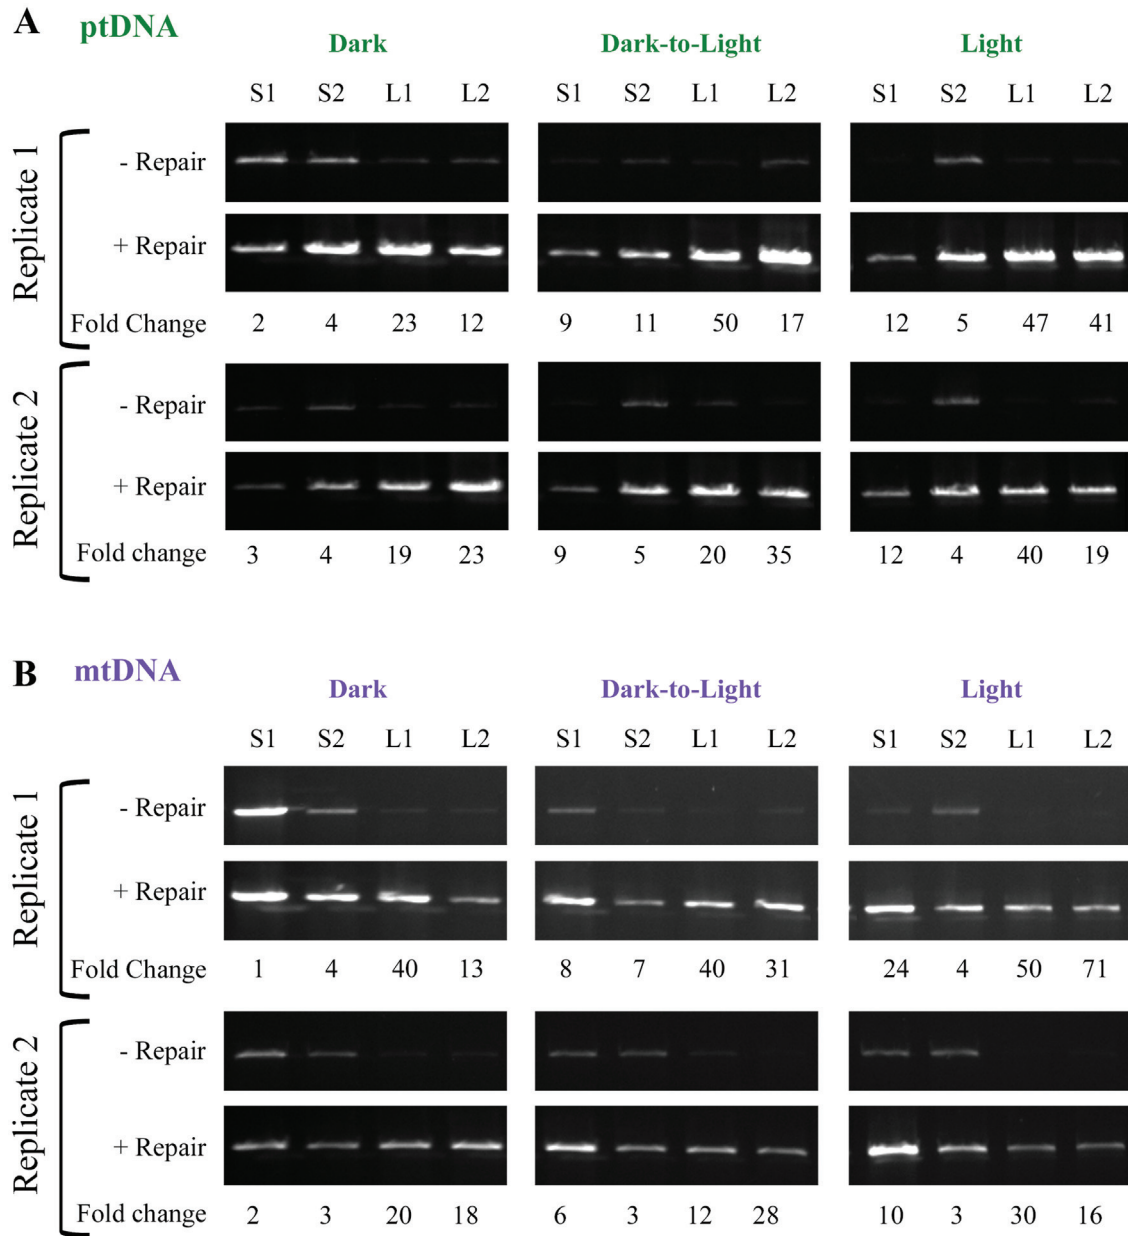 A ptDNA
Dark Dark-to-Light Light
S1 S2 L1 L2 S1 S2 L1 L2 S1 S2 L1 L2
Replicate 1
- Repair
+ Repair
Fold Change 2 4 23 12 9 11 50 17 12 5 47 41
Replicate 2
- Repair
+ Repair
Fold change 3 4 19 23 9 5 20 35 12 4 40 19
B mtDNA
Dark Dark-to-Light Light
S1 S2 L1 L2 S1 S2 L1 L2 S1 S2 L1 L2
Replicate 1
- Repair
+ Repair
Fold Change 1 4 40 13 8 7 40 31 24 4 50 71
Replicate 2
- Repair
+ Repair
Fold change 2 3 20 18 6 3 12 28 10 3 30 16